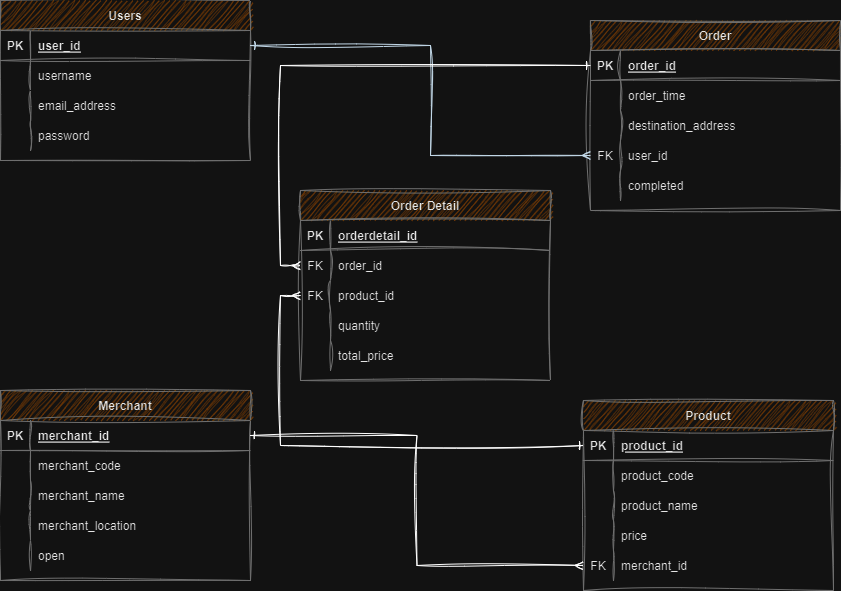 Users
PK user_id
username
email_address
password
Order
PK order_id
order_time
destination_address
FK user_id
completed
Order Detail
PK orderdetail_id
FK order_id
FK product_id
quantity
total_price
Merchant
PK merchant_id
merchant_code
merchant_name
merchant_location
open
Product
PK product_id
product_code
product_name
price
FK merchant_id